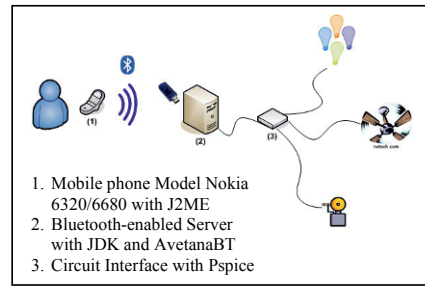 (1)
(2)
(3)
1. Mobile phone Model Nokia
6320/6680 with J2ME
2. Bluetooth-enabled Server
with JDK and AvetanaBT
3. Circuit Interface with Pspice